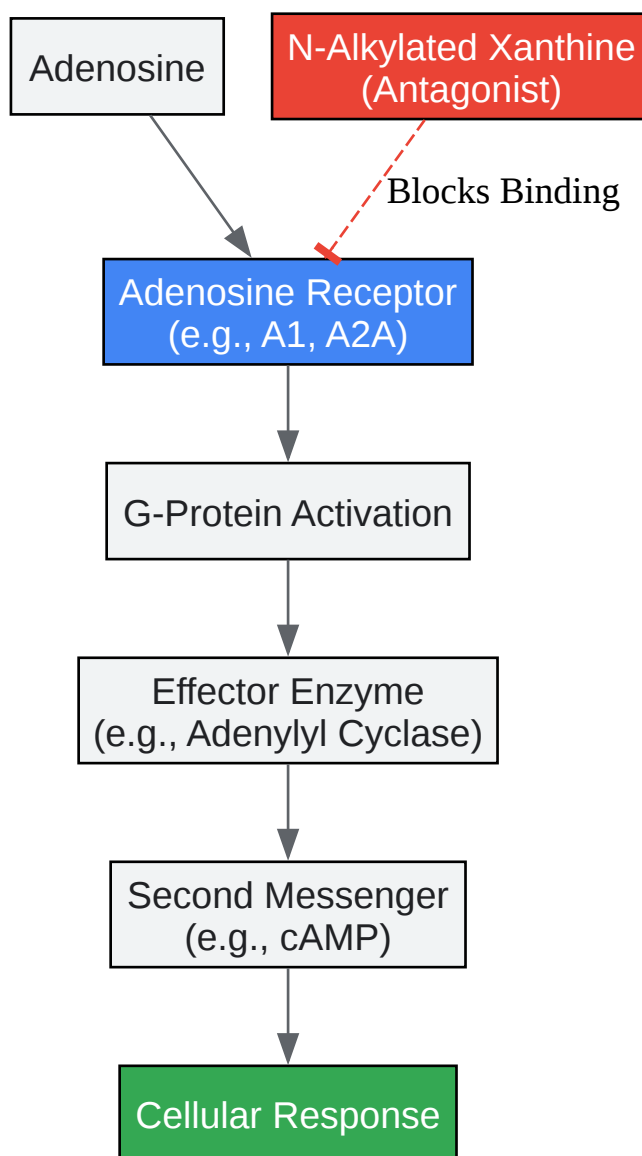 Adenosine
N-Alkylated Xanthine
(Antagonist)
Blocks Binding
Adenosine Receptor
(e.g., A1, A2A)
G-Protein Activation
Effector Enzyme
(e.g., Adenylyl Cyclase)
Second Messenger
(e.g., cAMP)
Cellular Response